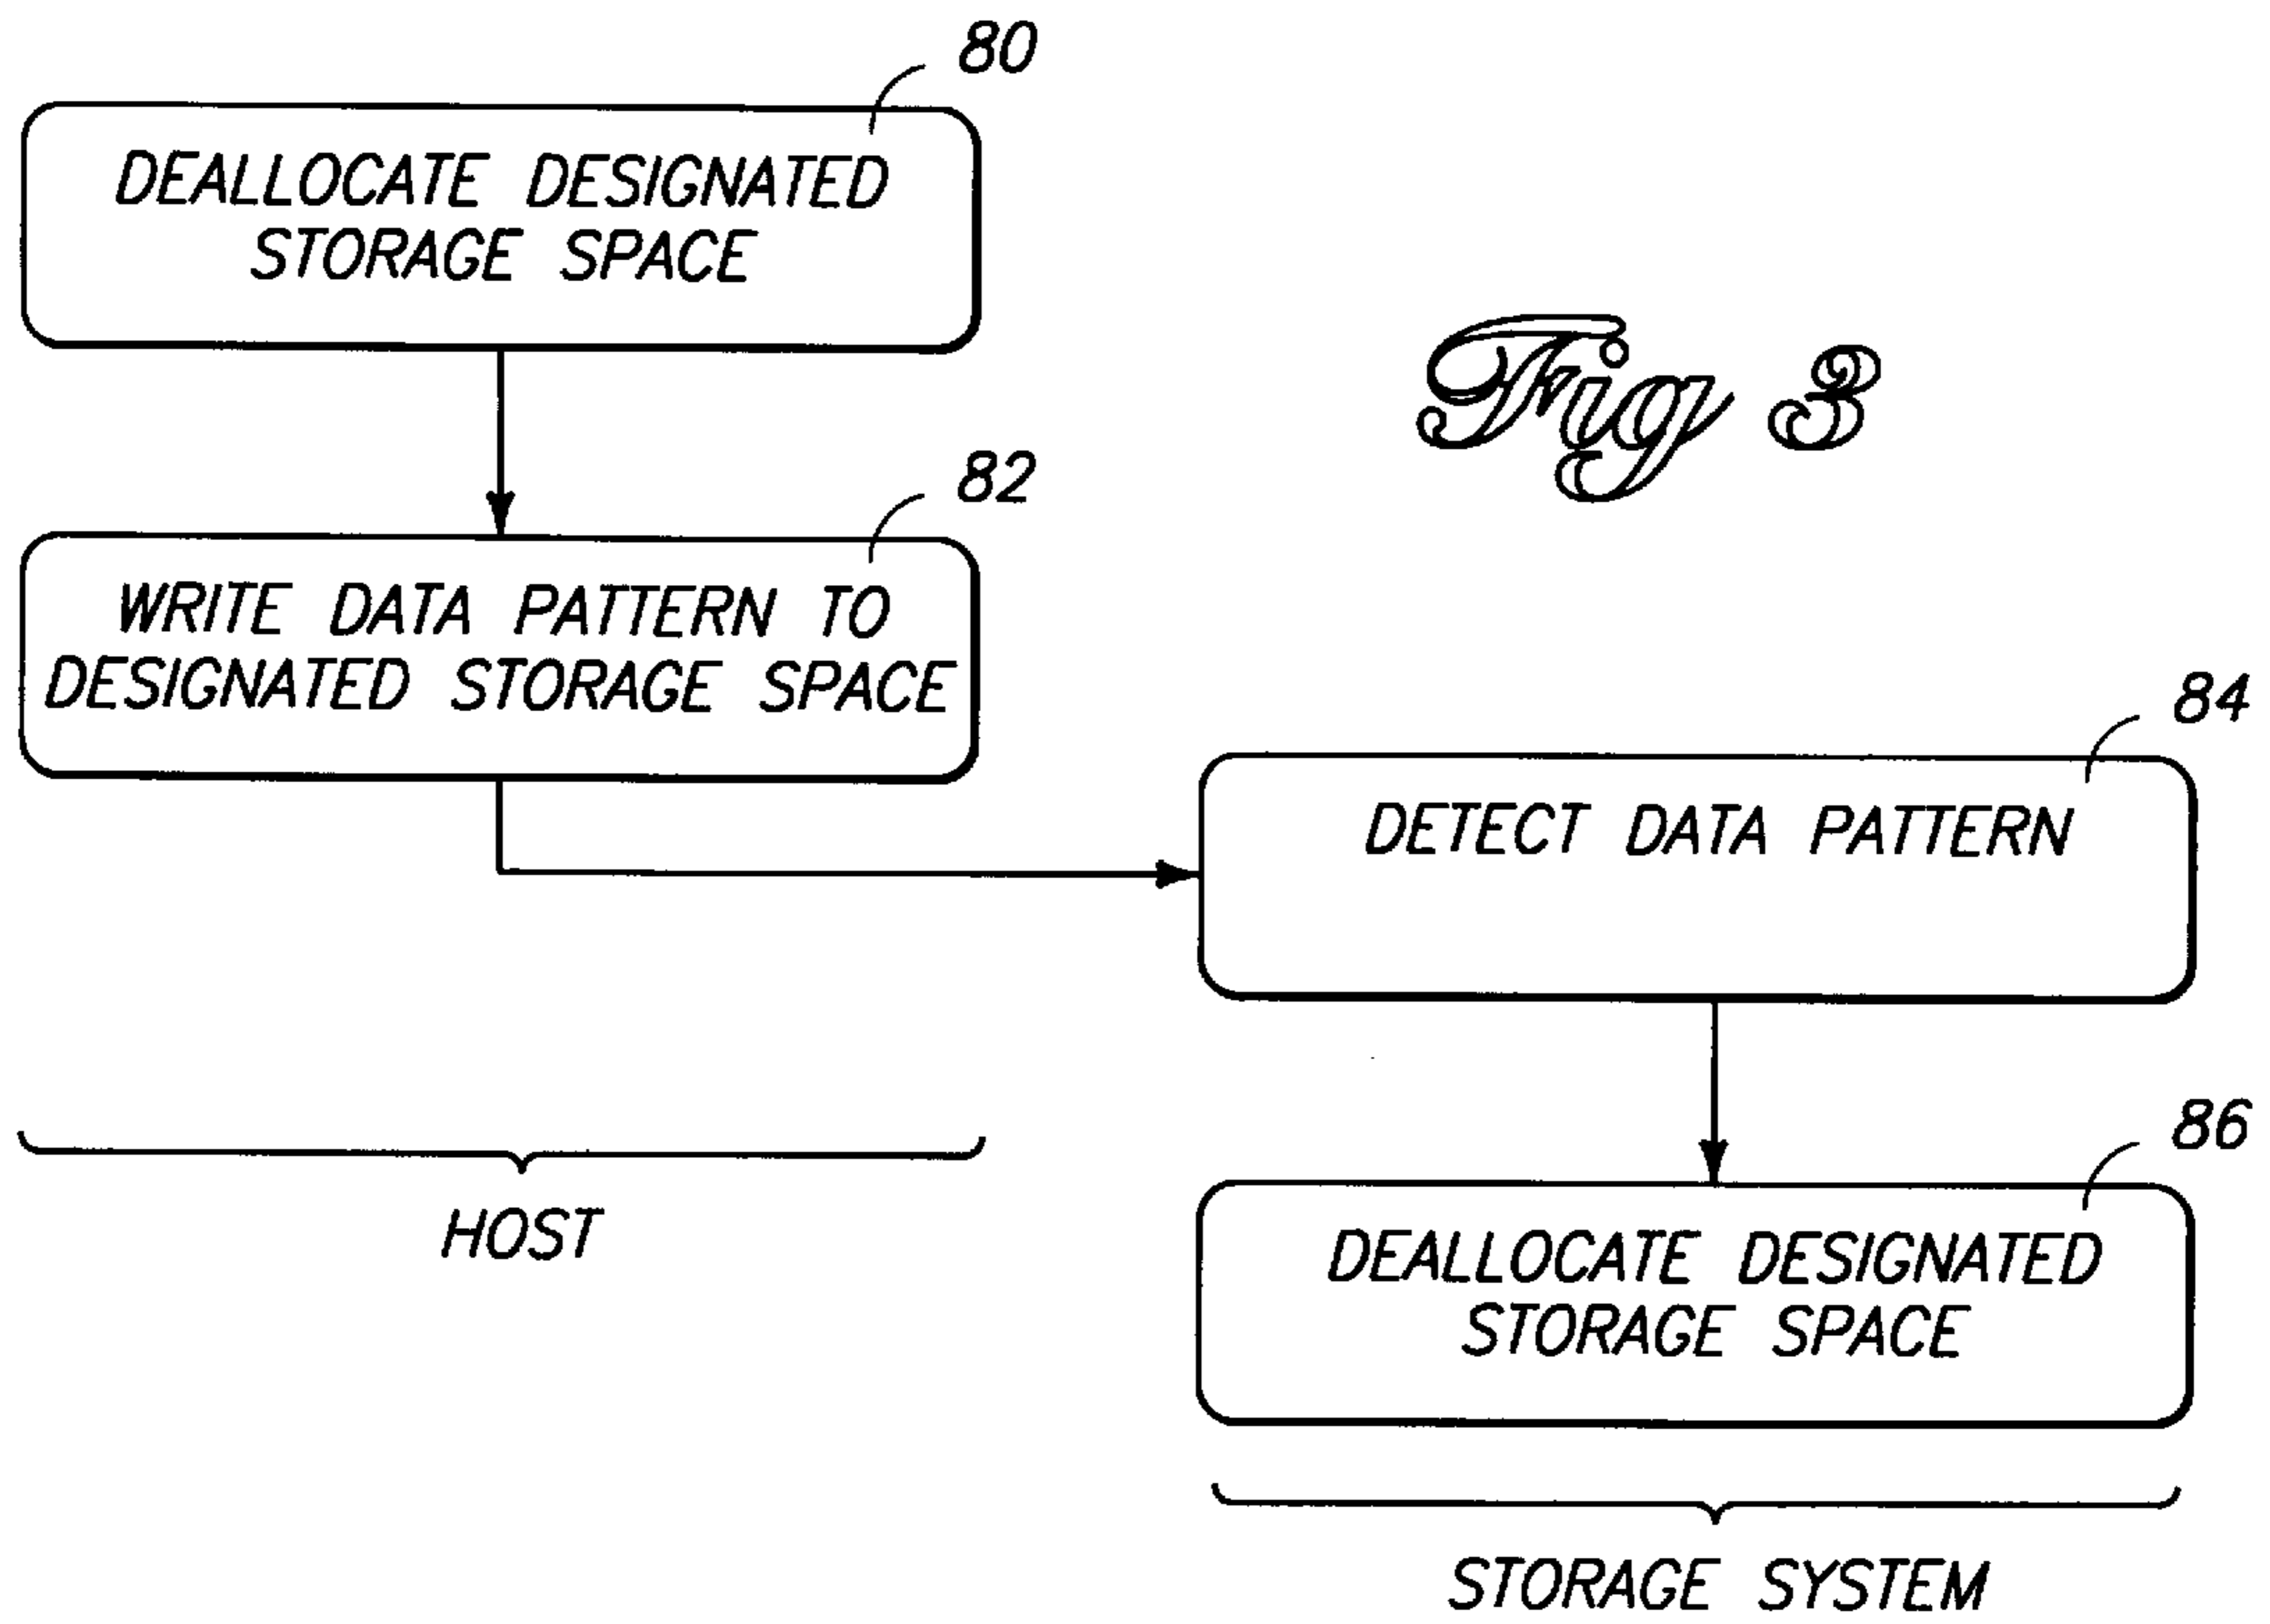 80
DEALLOCATE DESIGNATED
STORAGE SPACE
Fig 3
82
WRITE DATA PATTERN TO
DESIGNATED STORAGE SPACE
84
DETECT DATA PATTERN
86
DEALLOCATE DESIGNATED
STORAGE SPACE
HOST
STORAGE SYSTEM